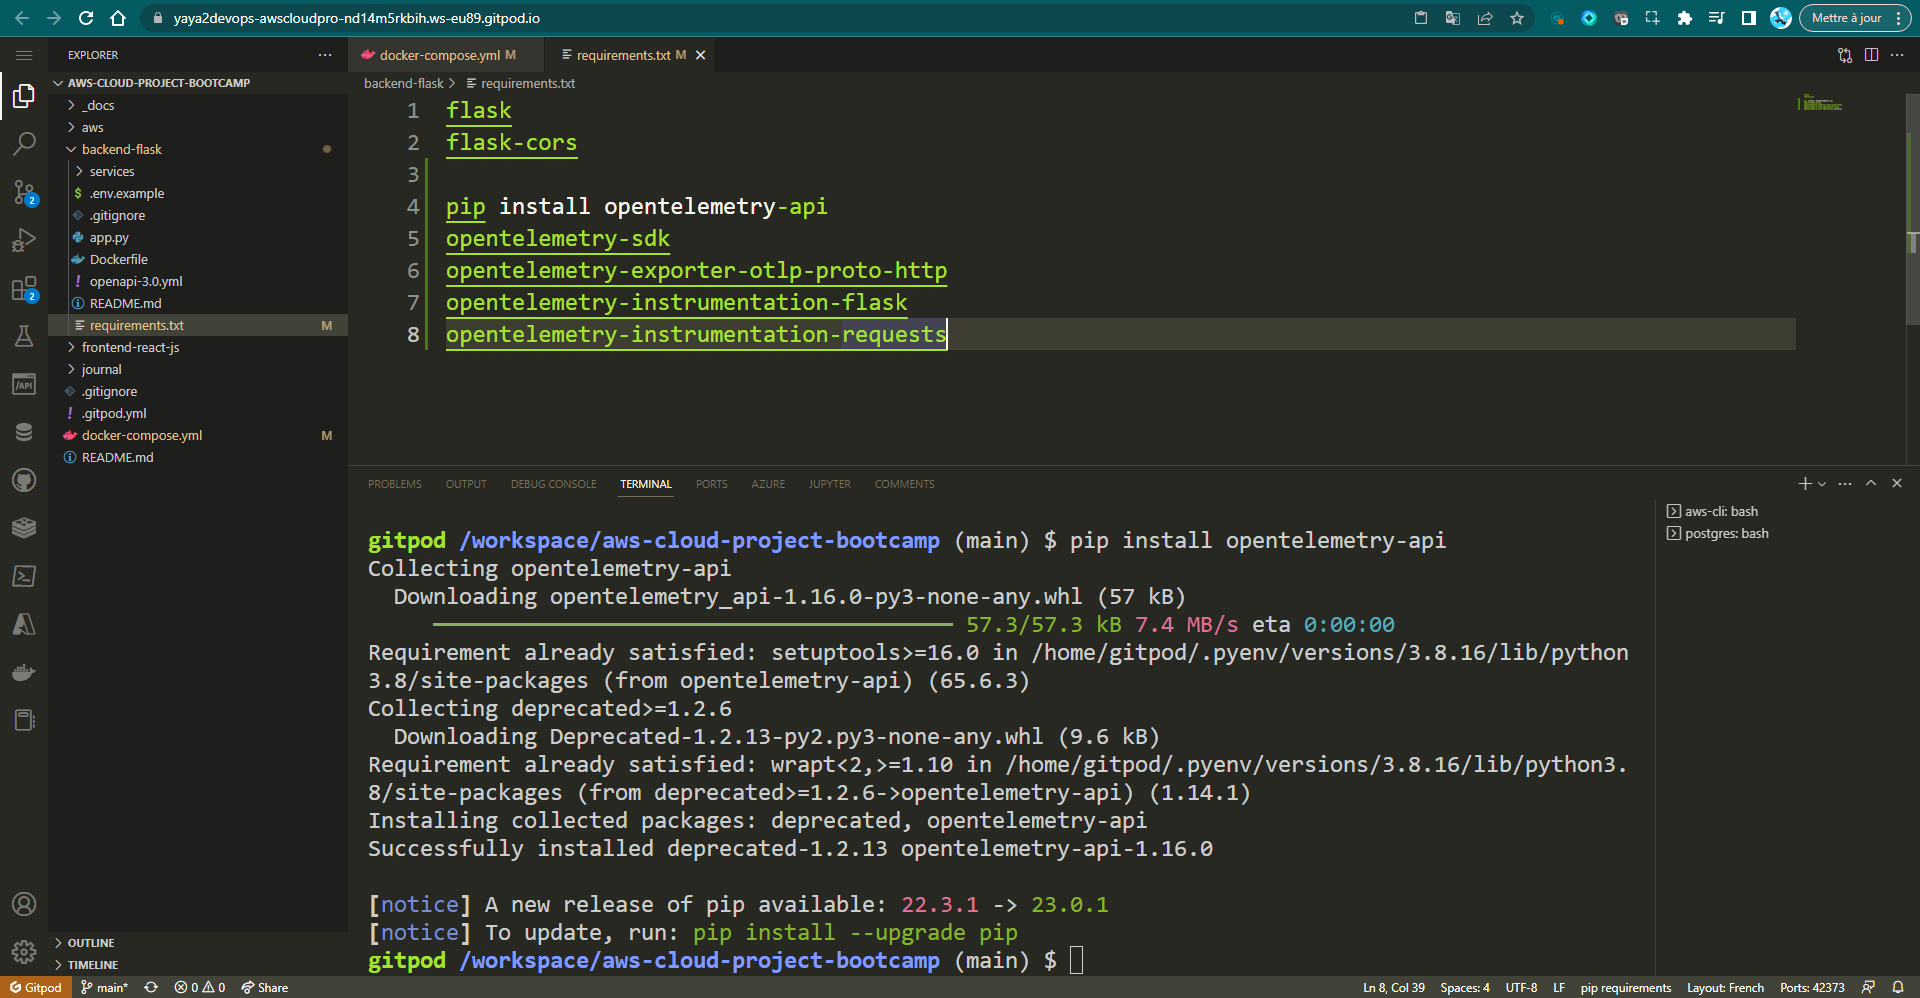 yaya2devops-awscloudpro-nd14m5rkbih.ws-eu89.gitpod.io
Mettre à jour
EXPLORER
docker-compose.yml M
requirements.txt M
AWS-CLOUD-PROJECT-BOOTCAMP
_docs
aws
backend-flask
services
.env.example
.gitignore
app.py
Dockerfile
openapi-3.0.yml
README.md
requirements.txt M
frontend-react-js
journal
.gitignore
.gitpod.yml
docker-compose.yml M
README.md
OUTLINE
TIMELINE
2
2
/API
backend-flask > requirements.txt
1 flask
2 flask-cors
3
4 pip install opentelemetry-api
5 opentelemetry-sdk
6 opentelemetry-exporter-otlp-proto-http
7 opentelemetry-instrumentation-flask
8 opentelemetry-instrumentation-requests
PROBLEMS OUTPUT DEBUG CONSOLE TERMINAL PORTS AZURE JUPYTER COMMENTS
aws-cli: bash
postgres: bash
gitpod /workspace/aws-cloud-project-bootcamp (main) $ pip install opentelemetry-api
Collecting opentelemetry-api
Downloading opentelemetry_api-1.16.0-py3-none-any.whl (57 kB)
57.3/57.3 kB 7.4 MB/s eta 0:00:00
Requirement already satisfied: setuptools>=16.0 in /home/gitpod/.pyenv/versions/3.8.16/lib/python
3.8/site-packages (from opentelemetry-api) (65.6.3)
Collecting deprecated>=1.2.6
Downloading Deprecated-1.2.13-py2.py3-none-any.whl (9.6 kB)
Requirement already satisfied: wrapt<2,>=1.10 in /home/gitpod/.pyenv/versions/3.8.16/lib/python3.
8/site-packages (from deprecated>=1.2.6->opentelemetry-api) (1.14.1)
Installing collected packages: deprecated, opentelemetry-api
Successfully installed deprecated-1.2.13 opentelemetry-api-1.16.0
[notice] A new release of pip available: 22.3.1 -> 23.0.1
[notice] To update, run: pip install --upgrade pip
gitpod /workspace/aws-cloud-project-bootcamp (main) $
Gitpod main* 0 0 Share
Ln 8, Col 39 Spaces: 4 UTF-8 LF pip requirements Layout: French Ports: 42373